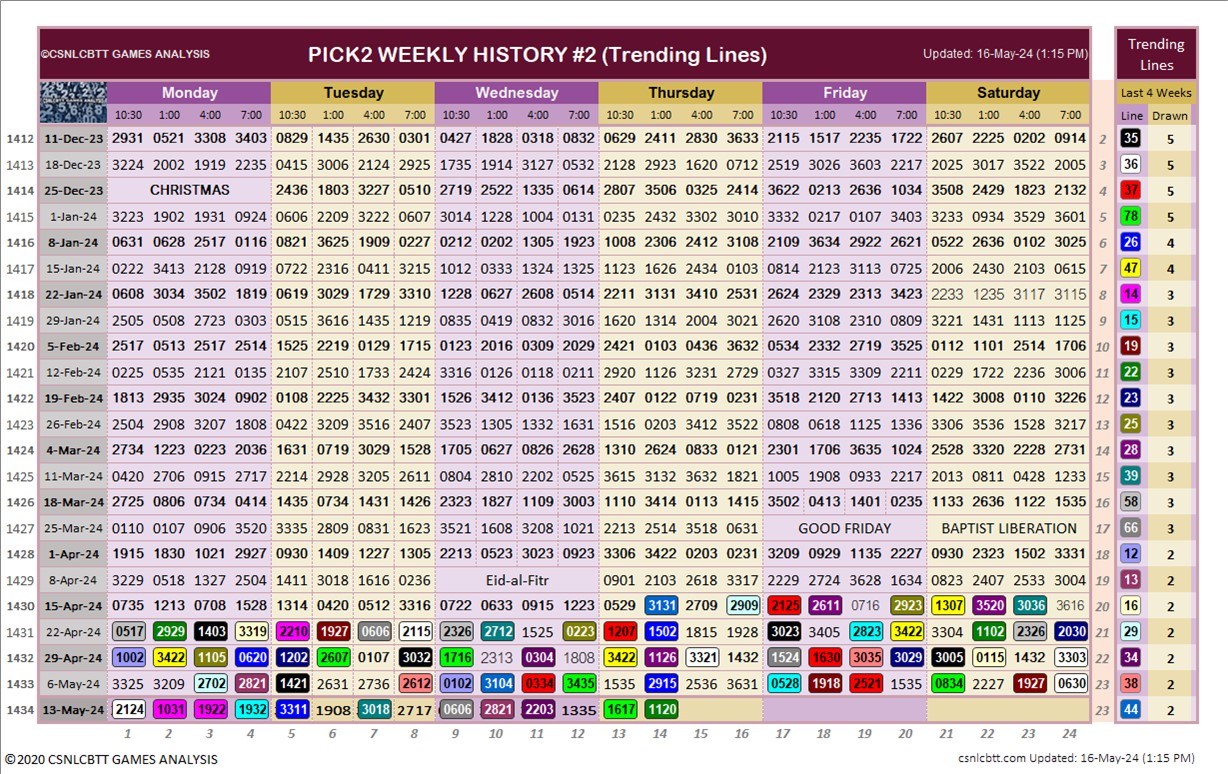 ©CSNLCBTT GAMES ANALYSIS PICK2 WEEKLY HISTORY #2 (Trending Lines) Updated: 16-May-24 (1:15 PM) Trending Lines
Monday Tuesday Wednesday Thursday Friday Saturday Last 4 Weeks
10:30 1:00 4:00 7:00 10:30 1:00 4:00 7:00 10:30 1:00 4:00 7:00 10:30 1:00 4:00 7:00 10:30 1:00 4:00 7:00 10:30 1:00 4:00 7:00 Line Drawn
1412 11-Dec-23 2931 0521 3308 3403 0829 1435 2630 0301 0427 1828 0318 0832 0629 2411 2830 3633 2115 1517 2235 1722 2607 2225 0202 0914 2 35 5
1413 18-Dec-23 3224 2002 1919 2235 0415 3006 2124 2925 1735 1914 3127 0532 2128 2923 1620 0712 2519 3026 3603 2217 2025 3017 3522 2005 3 36 5
1414 25-Dec-23 CHRISTMAS 2436 1803 3227 0510 2719 2522 1335 0614 2807 3506 0325 2414 3622 0213 2636 1034 3508 2429 1823 2132 4 37 5
1415 1-Jan-24 3223 1902 1931 0924 0606 2209 3222 0607 3014 1228 1004 0131 0235 2432 3302 3010 3332 0217 0107 3403 3233 0934 3529 3601 5 78 5
1416 8-Jan-24 0631 0628 2517 0116 0821 3625 1909 0227 0212 0202 1305 1923 1008 2306 2412 3108 2109 3634 2922 2621 0522 2636 0102 3025 6 26 4
1417 15-Jan-24 0222 3413 2128 0919 0722 2316 0411 3215 1012 0333 1324 1325 1123 1626 2434 0103 0814 2123 3113 0725 2006 2430 2103 0615 7 47 4
1418 22-Jan-24 0608 3034 3502 1819 0619 3029 1729 3318 1228 0627 2608 0514 2211 3131 3410 2531 2624 2329 2313 3423 2233 1235 3117 3115 8 14 3
1419 29-Jan-24 2505 0508 2723 0303 0515 3616 1435 1213 0835 0419 0832 3016 1620 1314 2004 3021 2620 3108 2310 0809 3221 1431 1113 1125 9 15 3
1420 5-Feb-24 2517 0513 2517 2514 1525 2219 0129 1715 0123 2016 0309 2029 2421 0103 0436 3632 0534 2332 2719 3525 0112 1101 2514 1706 10 19 3
1421 12-Feb-24 0225 0535 2121 0135 2107 2510 1733 2424 3316 0126 0118 0211 2920 1126 3231 2729 0327 3315 3309 2211 0229 1722 2236 3006 11 22 3
1422 19-Feb-24 1813 2935 3024 0902 0108 2225 3432 3301 1526 3412 0136 3523 2407 0122 0719 0231 3518 2120 2713 1413 1422 3008 0110 3226 12 23 3
1423 26-Feb-24 2504 2908 3207 1808 0422 3209 3516 2407 3523 1305 1332 1631 1516 0203 3412 3522 0808 0618 1125 1336 3306 3536 1528 3217 13 25 3
1424 4-Mar-24 2734 1223 0223 2036 1631 0719 3029 1528 1705 0627 0826 2628 1310 2624 0833 0121 2301 1706 3635 1024 2528 3320 2228 2731 14 28 3
1425 11-Mar-24 0420 2706 0915 2717 2214 2928 3205 2611 0804 2810 2202 0525 3615 3132 3632 1821 1005 1908 0933 2217 2013 0811 0428 1233 15 39 3
1426 18-Mar-24 2725 0806 0734 0414 1435 0734 1431 1426 2323 1827 1109 3003 1110 3414 0113 1415 3502 0413 1401 0235 1133 2636 1122 1535 16 58 3
1427 25-Mar-24 0110 0107 0906 3520 3335 2809 0831 1623 3521 1608 3208 1021 2213 2514 3518 0631 GOOD FRIDAY BAPTIST LIBERATION 17 66 3
1428 1-Apr-24 1915 1830 1021 2927 0930 1409 1227 1305 2213 0523 3023 0923 3306 3422 0203 0231 3209 0929 1135 2227 0930 2323 1502 3331 18 12 2
1429 8-Apr-24 3229 0518 1327 2504 1411 3018 1616 0236 Eid-al-Fitr 0901 2103 2618 3317 2229 2724 3628 1634 0823 2407 2533 3004 19 13 2
1430 15-Apr-24 0735 1213 0708 1528 1314 0420 0512 3316 0722 0633 0915 1223 0529 3131 2709 2909 2125 2611 0716 2923 1307 3520 3036 3616 20 16 2
1431 22-Apr-24 0517 2929 1403 3319 2210 1927 0606 2115 2326 2712 1525 0223 1207 1502 1815 1928 3023 3405 2823 3422 3304 1102 2326 2030 21 29 2
1432 29-Apr-24 1002 3422 1105 0620 1202 2607 0107 3032 1716 2313 0304 1808 3422 1126 3321 1432 1524 1630 3035 3029 3005 0115 1432 3303 22 34 2
1433 6-May-24 3325 3209 2702 2821 1421 2631 2736 2612 0102 3104 0334 3435 1435 2915 2536 3631 0528 1918 2521 1535 0834 2227 1927 0630 23 38 2
1434 13-May-24 2124 1031 1922 1932 3311 1908 3018 2717 0606 2821 2203 1335 1617 1120 23 44 2
1 2 3 4 5 6 7 8 9 10 11 12 13 14 15 16 17 18 19 20 21 22 23 24
©2020 CSNLCBTT GAMES ANALYSIS csnlcbtt.com Updated: 16-May-24 (1:15 PM)